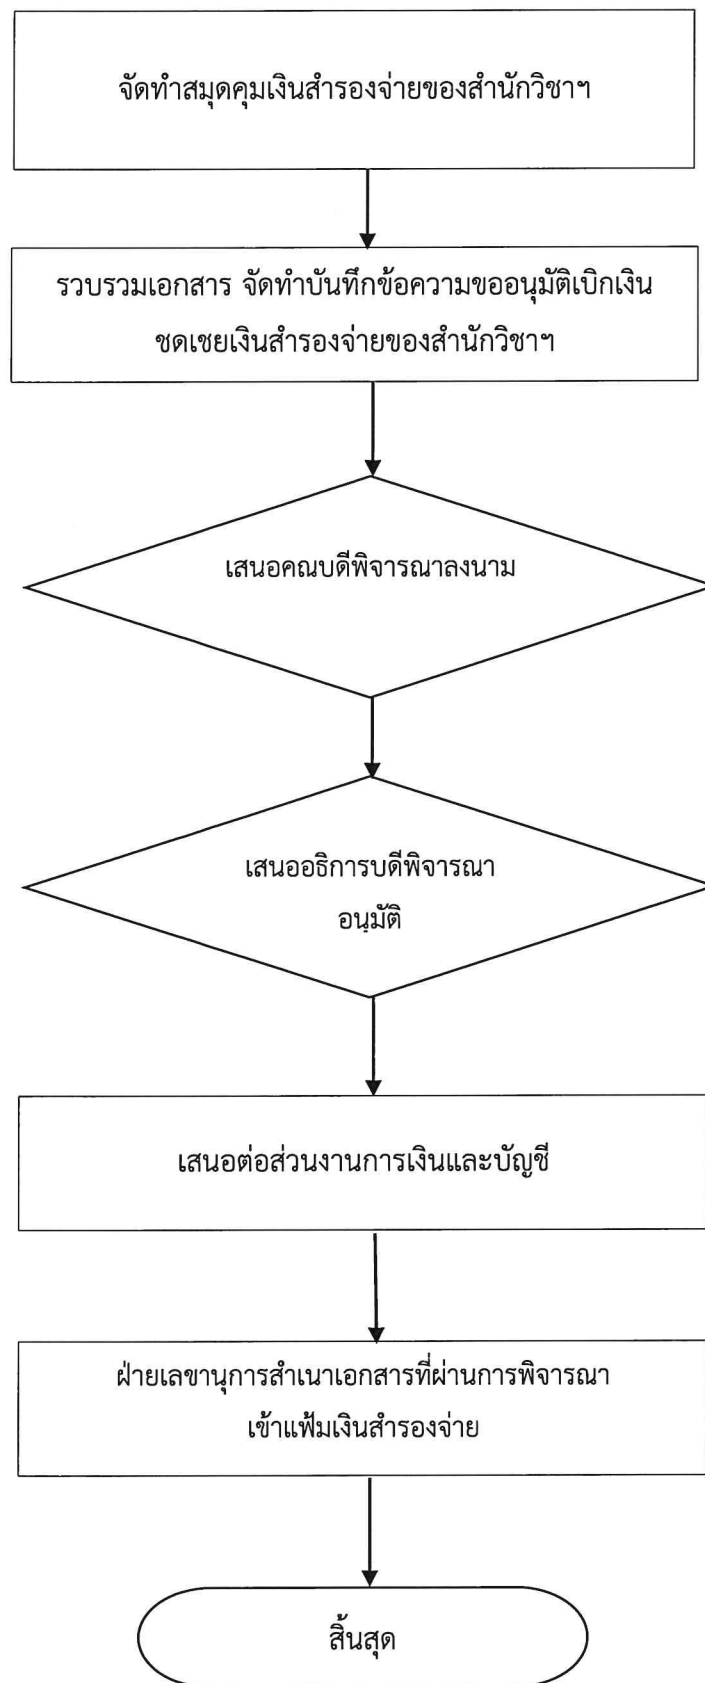 จัดทำสมุดคุมเงินสำรองจ่ายของสำนักวิชาฯ
รวบรวมเอกสาร จัดทำบันทึกข้อความขออนุมัติเบิกเงิน
ชดเชยเงินสำรองจ่ายของสำนักวิชาฯ
เสนอคณบดีพิจารณาลงนาม
เสนออธิการบดีพิจารณา
อนุมัติ
เสนอต่อส่วนงานการเงินและบัญชี
ฝ่ายเลขานุการสำเนาเอกสารที่ผ่านการพิจารณา
เข้าแฟ้มเงินสำรองจ่าย
สิ้นสุด